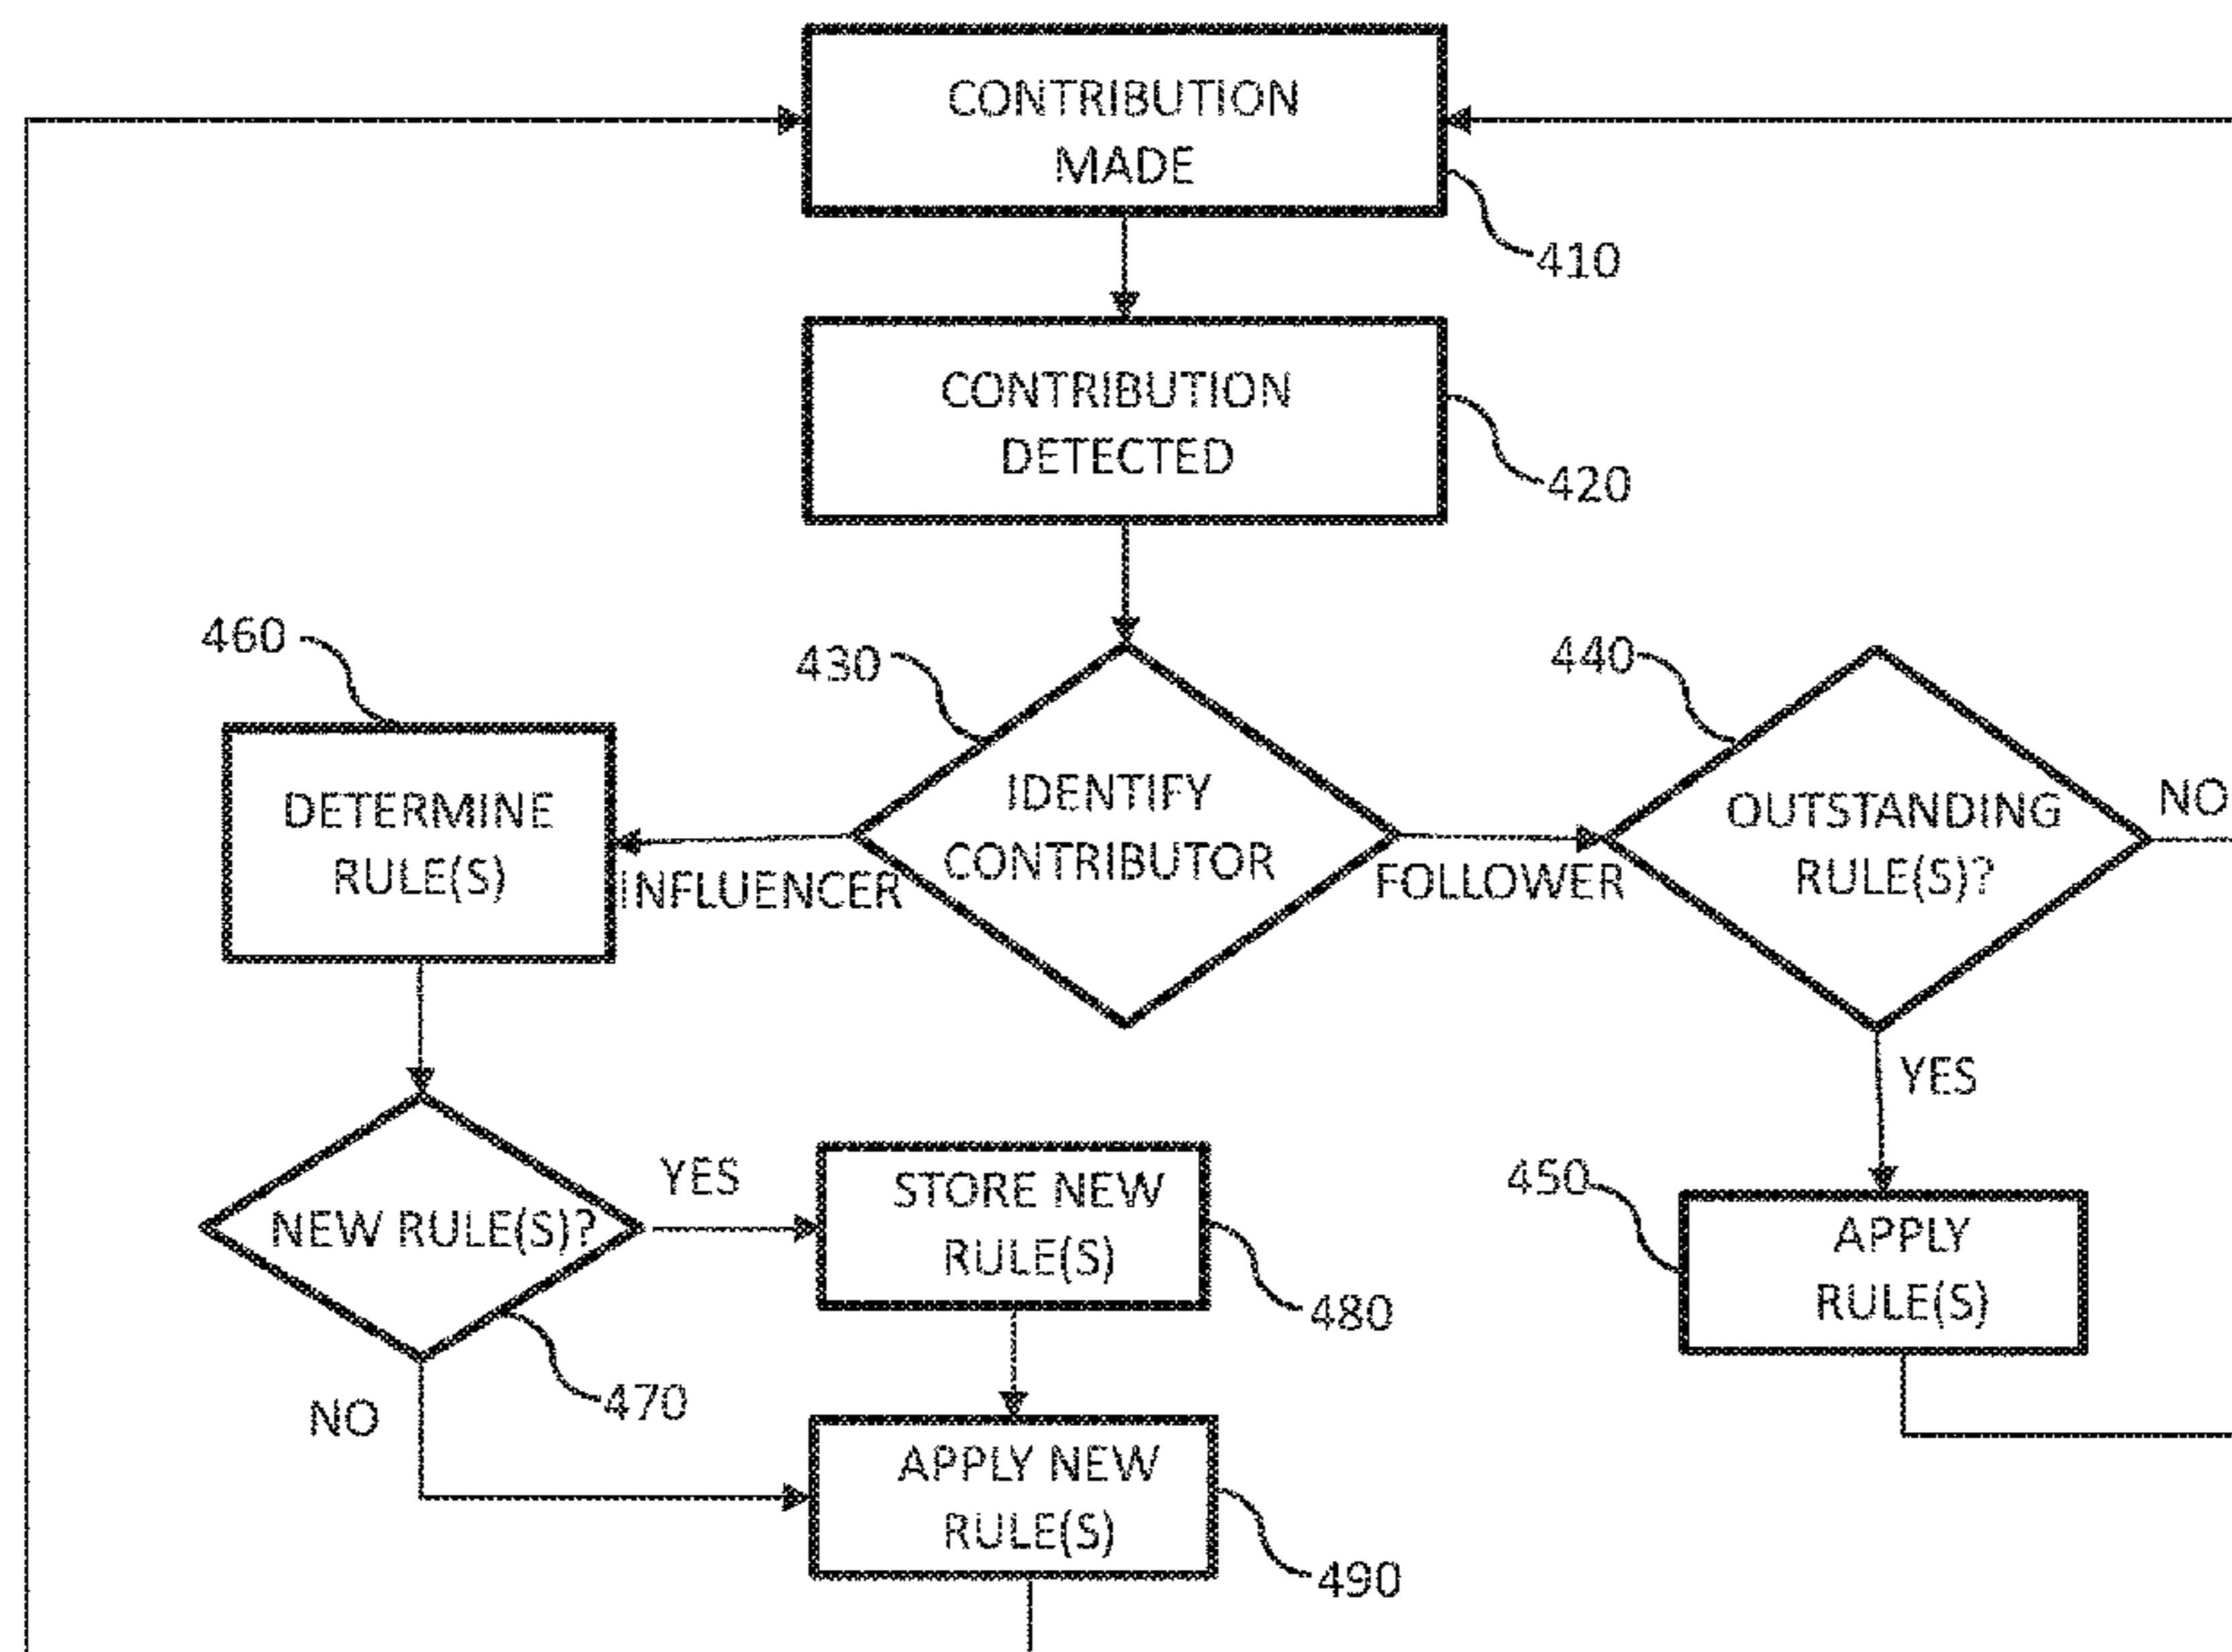 CONTRIBUTION
MADE
410
CONTRIBUTION
DETECTED
420
460
430
440
DETERMINE
RULE(S)
INFLUENCER
IDENTIFY
CONTRIBUTOR
FOLLOWER
OUTSTANDING
RULE(S)?
NO
YES
NEW RULE(S)?
YES
STORE NEW
RULE(S)
480
450
APPLY
RULE(S)
470
NO
APPLY NEW
RULE(S)
490